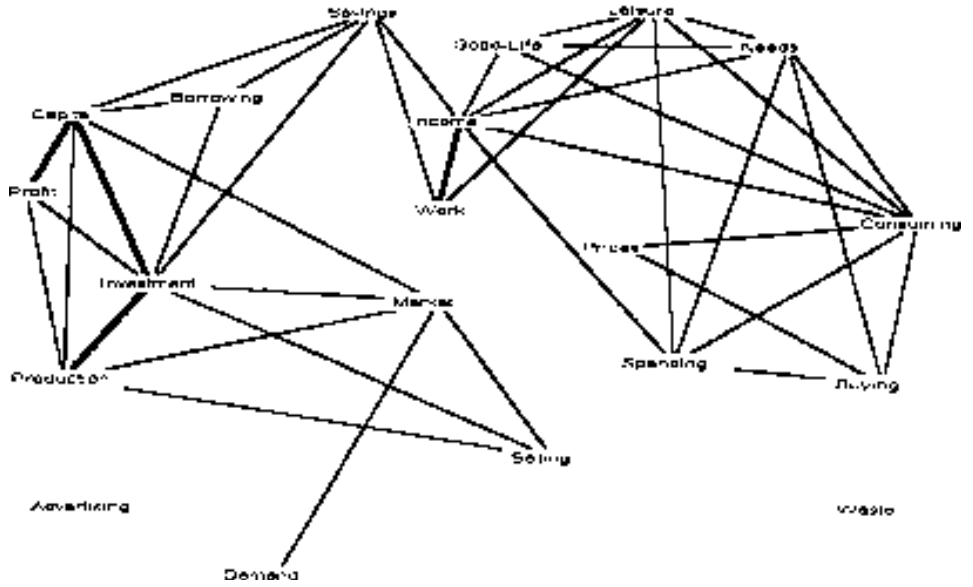 Savings
Leisure
Good-Life
Needs
Borrowing
Capital
Income
Profit
Work
Consuming
Prices
Investment
Market
Spending
Production
Buying
Selling
Advertising
Waste
Demand